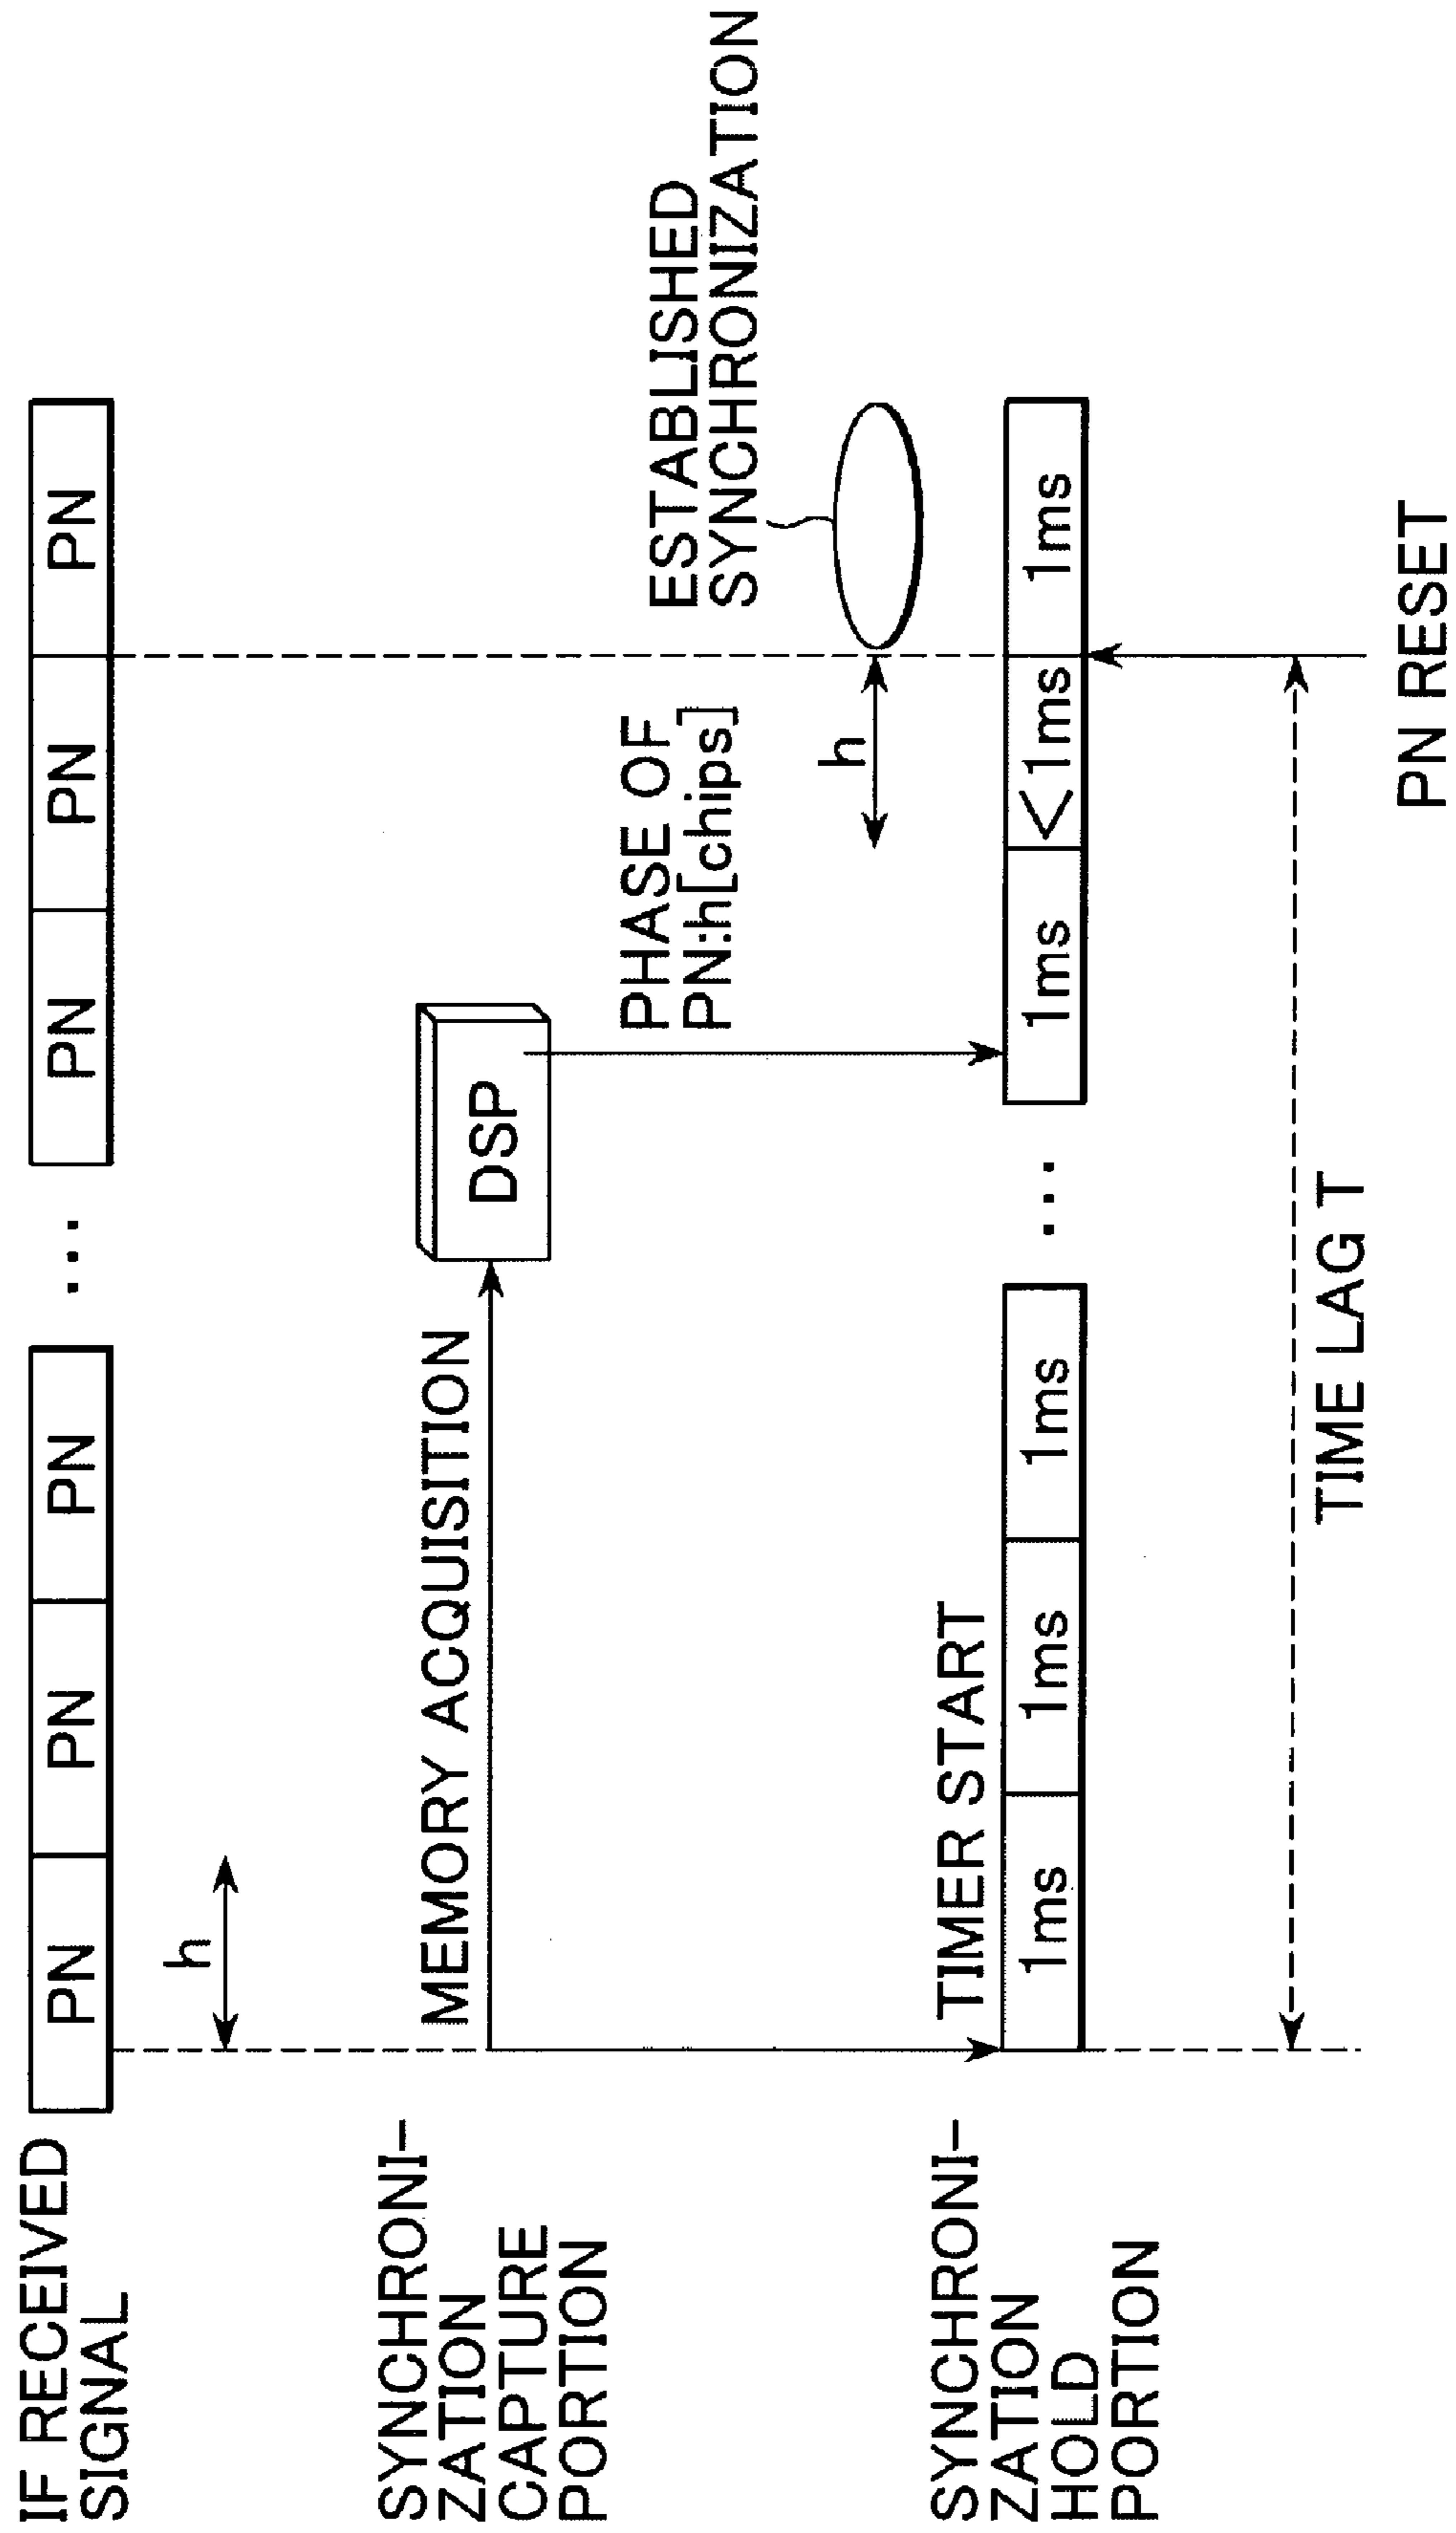 IF RECEIVED
SIGNAL
PN
PN
PN
...
PN
PN
PN
h
SYNCHRONI-
ZATION
CAPTURE
PORTION
MEMORY ACQUISITION
DSP
PHASE OF
PN:h[chips]
ESTABLISHED
SYNCHRONIZATION
h
SYNCHRONI-
ZATION
HOLD
PORTION
TIMER START
1ms
1ms
1ms
...
1ms
<1ms
1ms
TIME LAG T
PN RESET